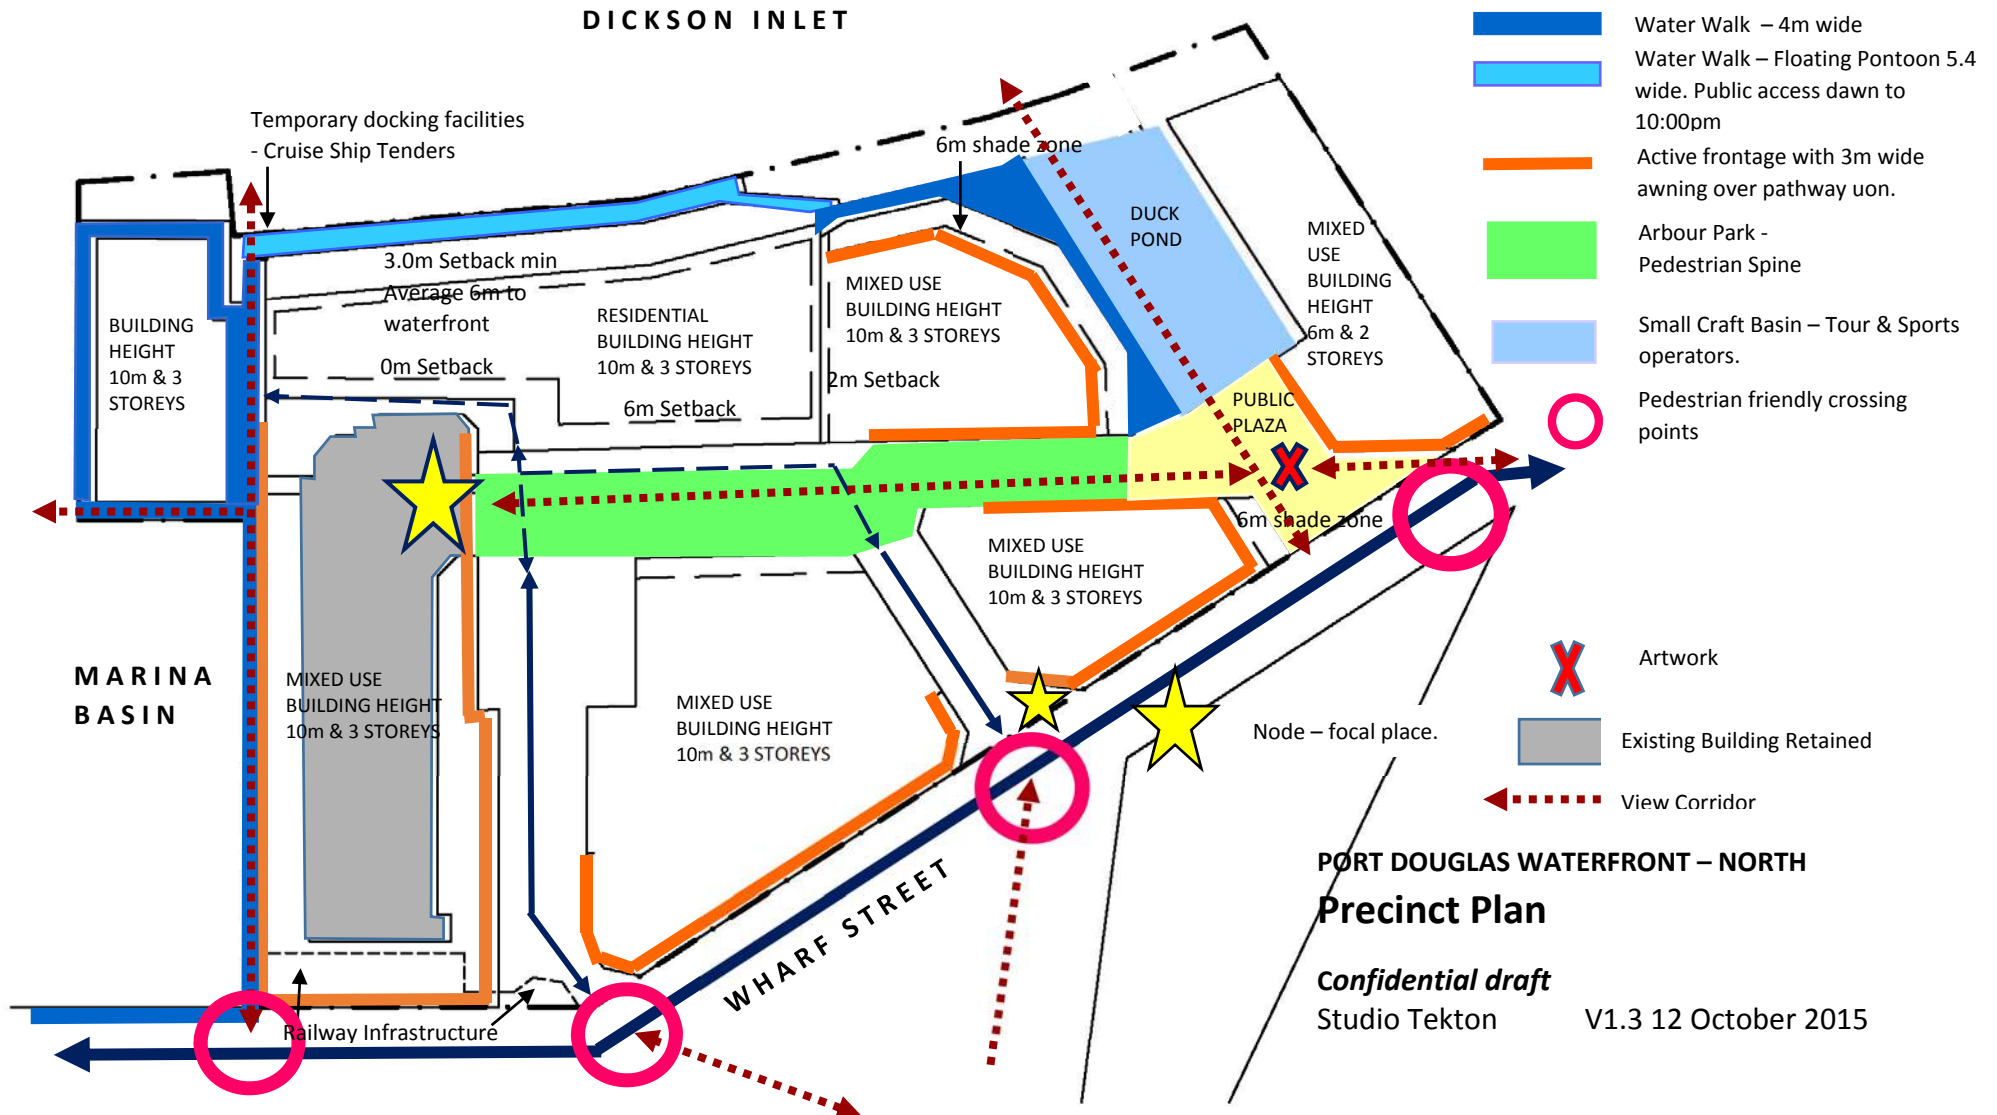 DICKSON INLET
Temporary docking facilities
- Cruise Ship Tenders
6m shade zone
3.0m Setback min
Average 6m to
waterfront
0m Setback
BUILDING
HEIGHT
10m & 3
STOREYS
RESIDENTIAL
BUILDING HEIGHT
10m & 3 STOREYS
6m Setback
MIXED USE
BUILDING HEIGHT
10m & 3 STOREYS
2m Setback
DUCK
POND
MIXED
USE
BUILDING
HEIGHT
6m & 2
STOREYS
PUBLIC
PLAZA
6m shade zone
MIXED USE
BUILDING HEIGHT
10m & 3 STOREYS
MARINA
BASIN
MIXED USE
BUILDING HEIGHT
10m & 3 STOREYS
MIXED USE
BUILDING HEIGHT
10m & 3 STOREYS
WHARF STREET
Railway Infrastructure
Water Walk – 4m wide
Water Walk – Floating Pontoon 5.4
wide. Public access dawn to
10:00pm
Active frontage with 3m wide
awning over pathway uon.
Arbour Park -
Pedestrian Spine
Small Craft Basin – Tour & Sports
operators.
Pedestrian friendly crossing
points
Artwork
Node – focal place.
Existing Building Retained
View Corridor
PORT DOUGLAS WATERFRONT – NORTH
Precinct Plan
Confidential draft
Studio Tekton V1.3 12 October 2015